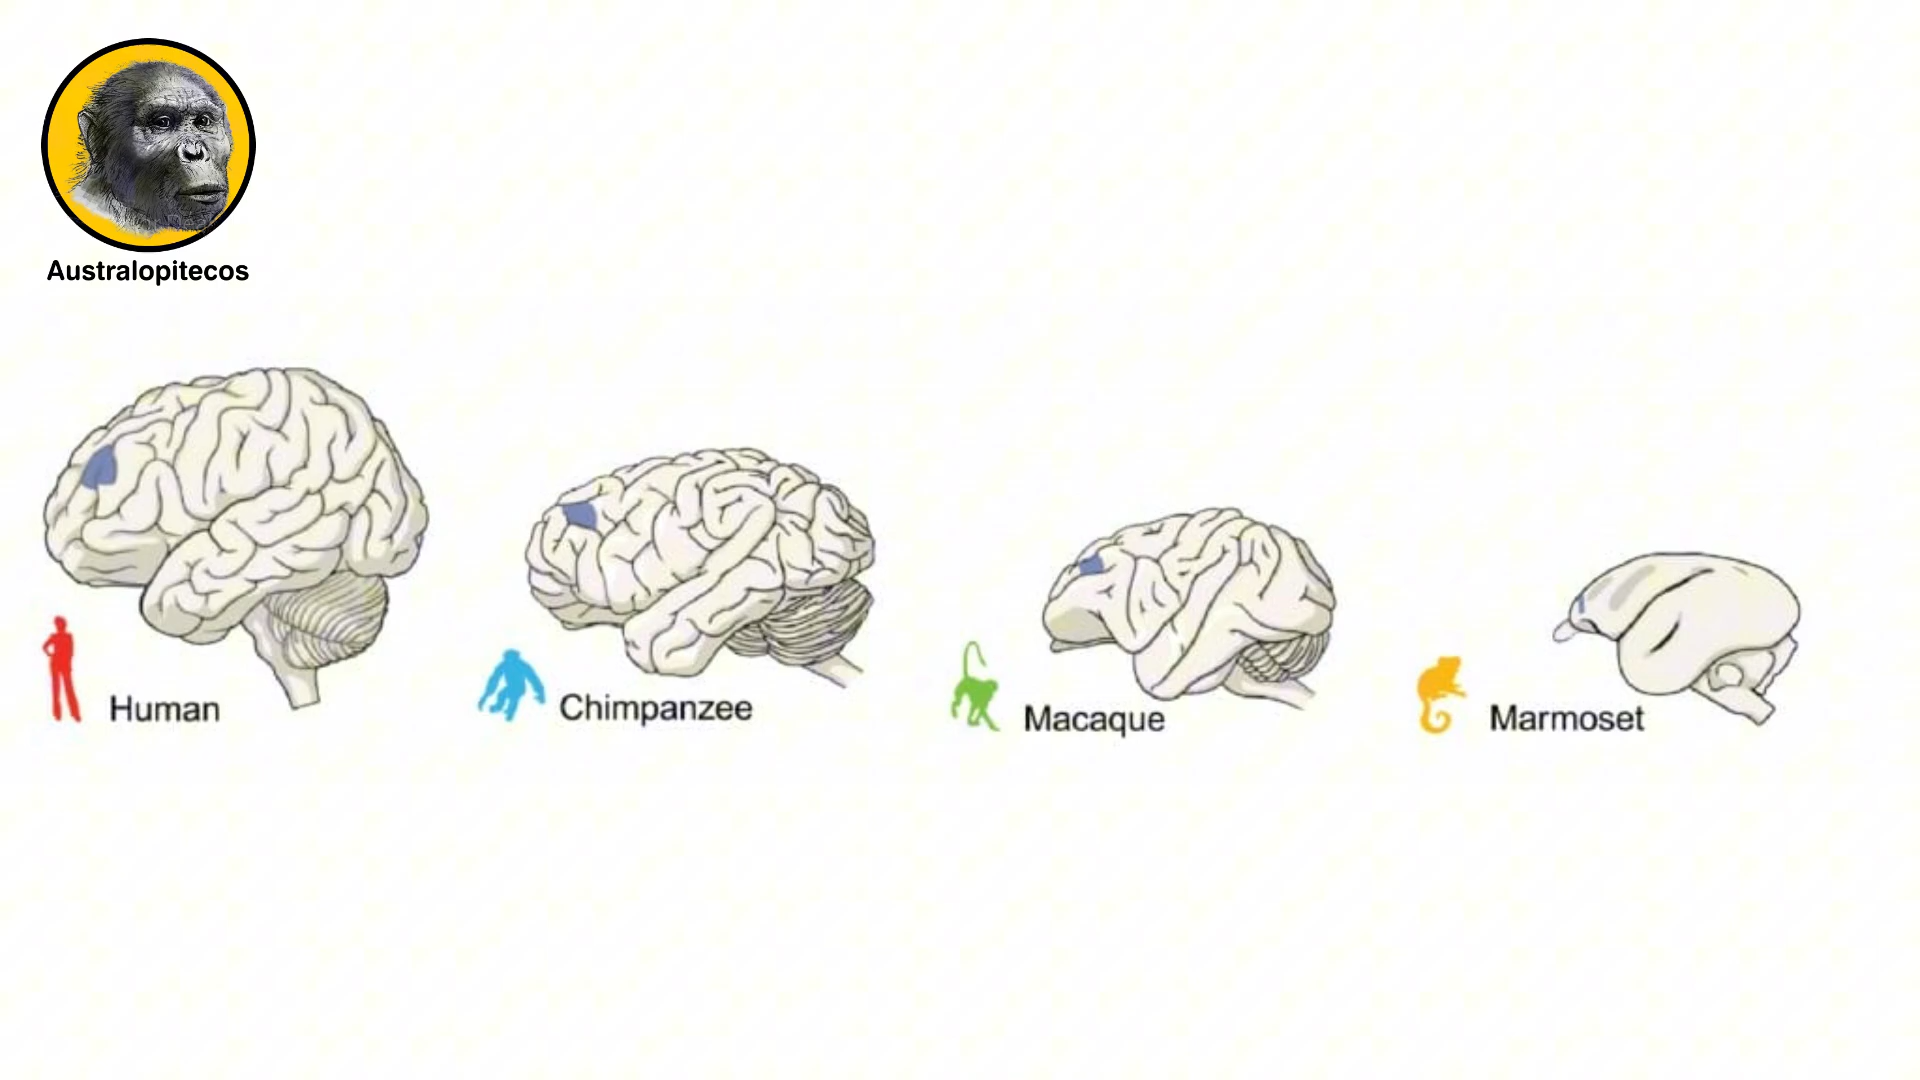 Australopitecos
Human
Chimpanzee
Macaque
Marmoset